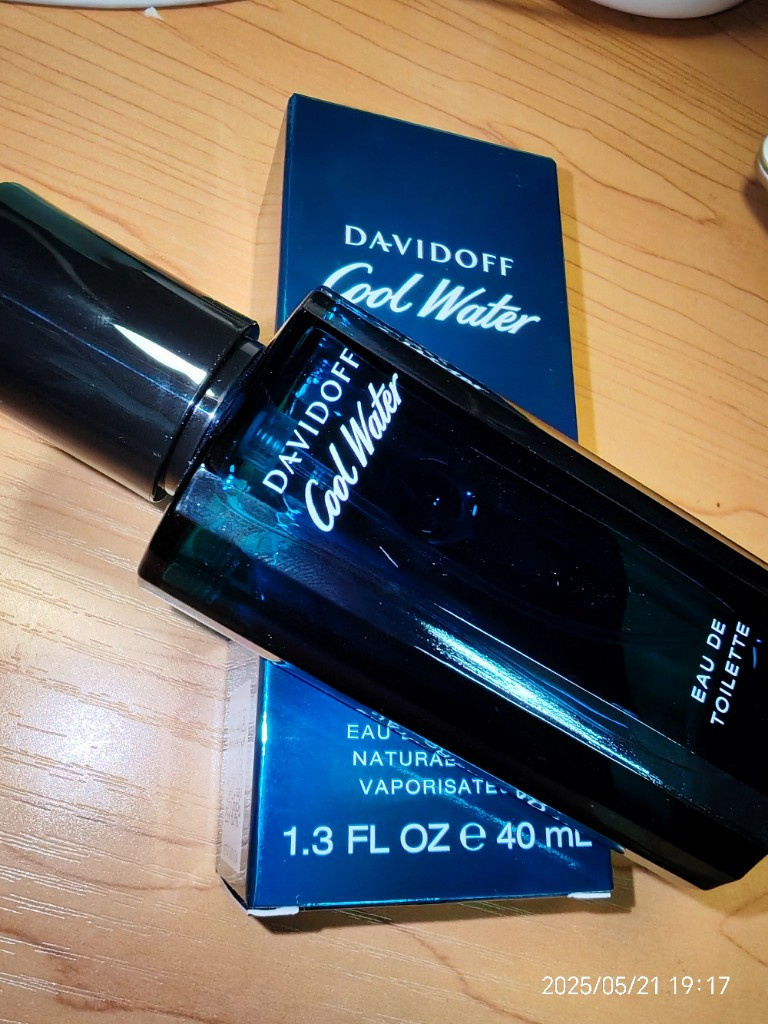 DAVIDOFF
Cool Water
DAVIDOFF
Cool Water
EAU DE
TOILETTE
EAU
NATURAL
VAPORISATE
1.3 FL OZ e 40 mL
2025/05/21 19:17